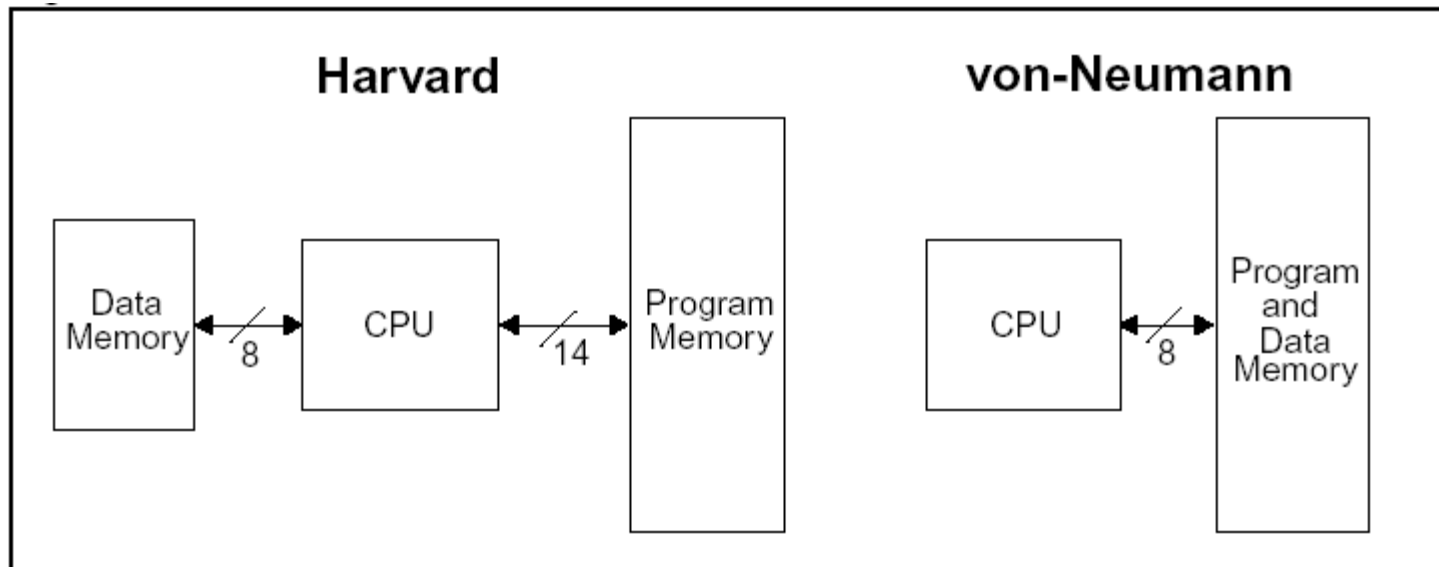 Harvard
von-Neumann
Data
Memory
8
CPU
14
Program
Memory
CPU
8
Program
and
Data
Memory